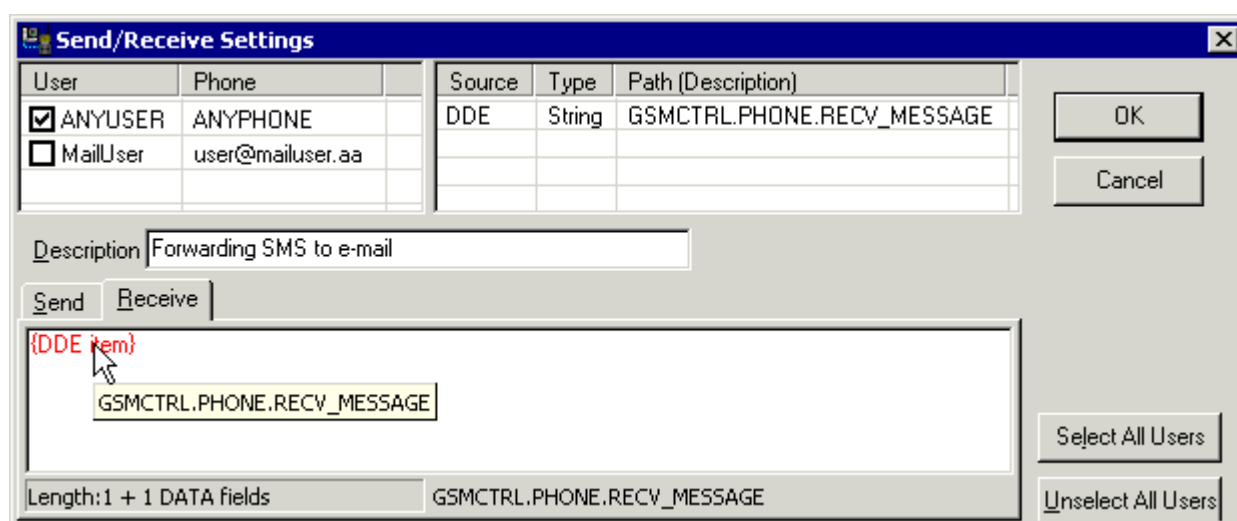 Send/Receive Settings
User Phone
ANYUSER ANYPHONE
MailUser user@mailuser.aa
Source Type Path (Description)
DDE String GSMCTRL.PHONE.RECV_MESSAGE
OK
Cancel
Description Forwarding SMS to e-mail
Send Receive
{DDE item}
GSMCTRL.PHONE.RECV_MESSAGE
Select All Users
Length:1 + 1 DATA fields GSMCTRL.PHONE.RECV_MESSAGE
Unselect All Users